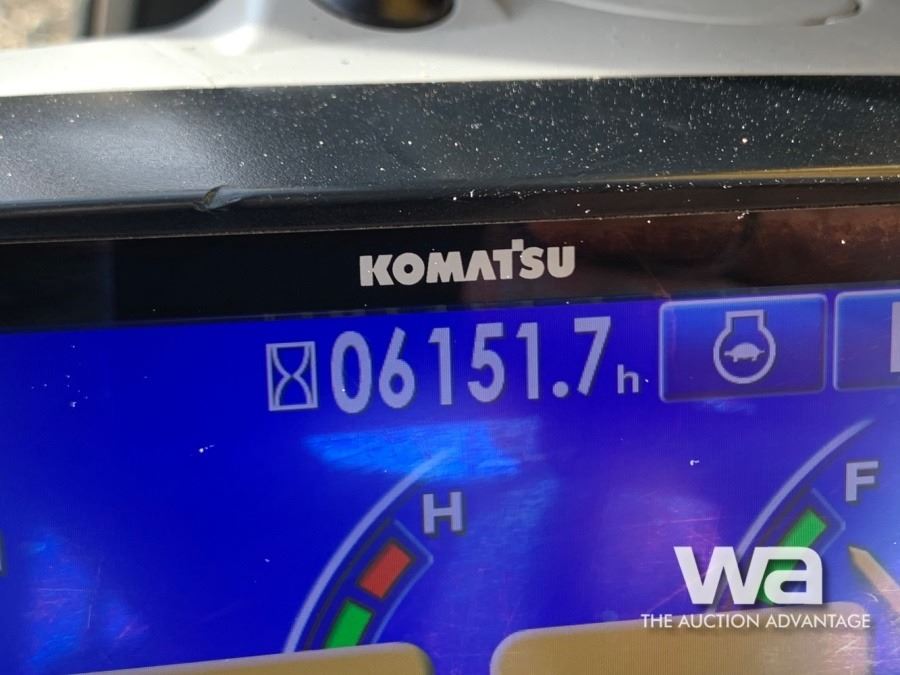 KOMATSU
06151.7h
H
F
wa
THE AUCTION ADVANTAGE